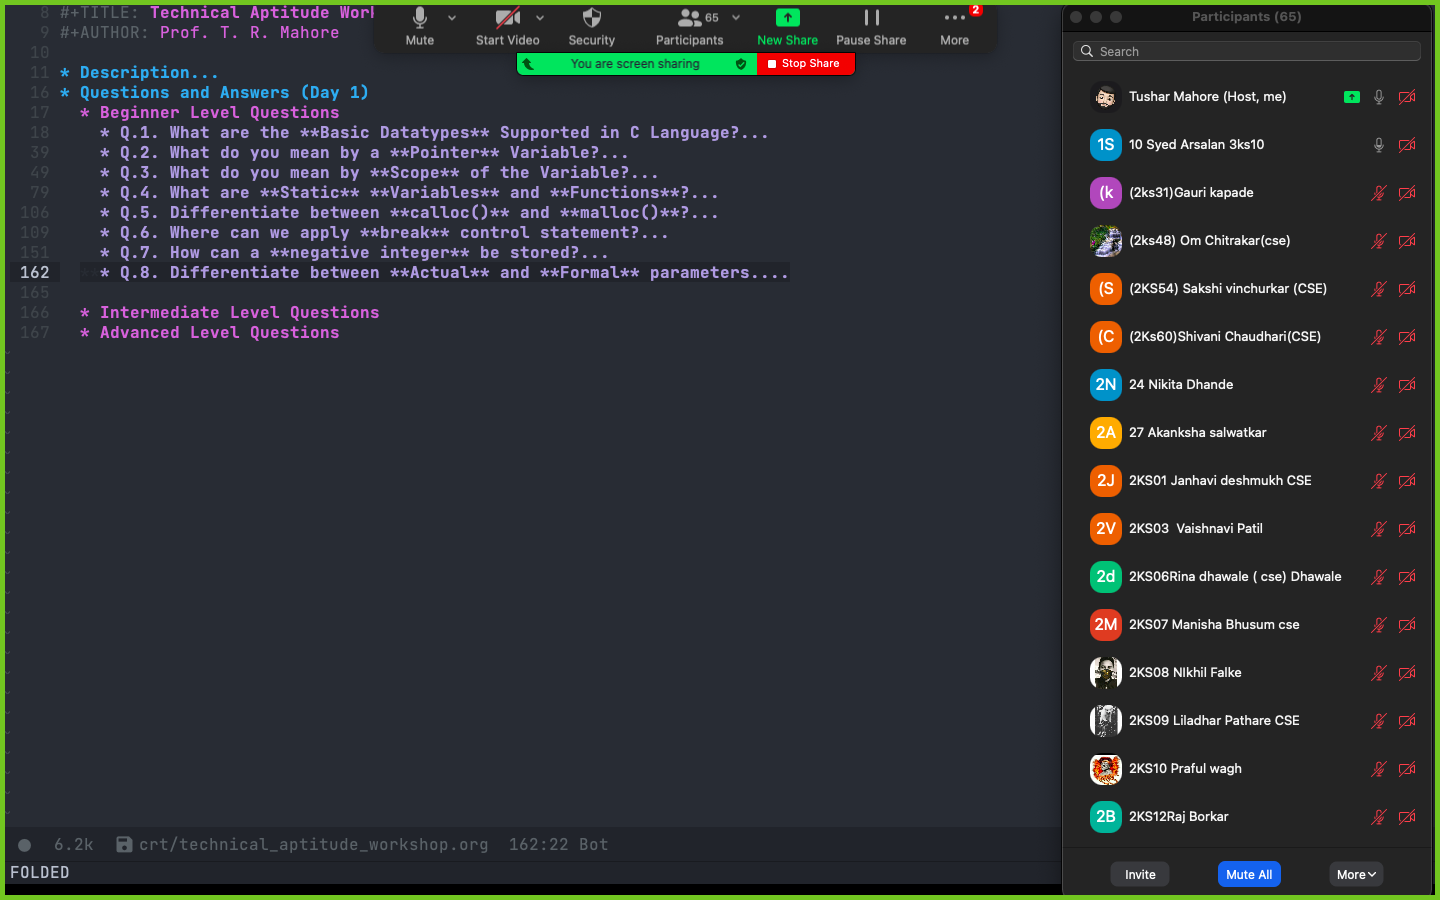 8 #+TITLE: Technical Aptitude Work
9 #+AUTHOR: Prof. T. R. Mahore
10
11 * Description...
16 * Questions and Answers (Day 1)
17 * Beginner Level Questions
18 * Q.1. What are the **Basic Datatypes** Supported in C Language?...
39 * Q.2. What do you mean by a **Pointer** Variable?...
49 * Q.3. What do you mean by **Scope** of the Variable?...
79 * Q.4. What are **Static** **Variables** and **Functions**?...
106 * Q.5. Differentiate between **calloc()** and **malloc()**?...
109 * Q.6. Where can we apply **break** control statement?...
151 * Q.7. How can a **negative integer** be stored?...
162 * Q.8. Differentiate between **Actual** and **Formal** parameters....
165
166 * Intermediate Level Questions
167 * Advanced Level Questions
6.2k crt/technical_aptitude_workshop.org 162:22 Bot
FOLDED
65 2
Mute Start Video Security Participants New Share Pause Share More
You are screen sharing Stop Share
Participants (65)
Search
Tushar Mahore (Host, me)
1S 10 Syed Arsalan 3ks10
(k (2ks31)Gauri kapade
(2ks48) Om Chitrakar(cse)
(S (2KS54) Sakshi vinchurkar (CSE)
(C (2Ks60)Shivani Chaudhari(CSE)
2N 24 Nikita Dhande
2A 27 Akanksha salwatkar
2J 2KS01 Janhavi deshmukh CSE
2V 2KS03 Vaishnavi Patil
2d 2KS06Rina dhawale ( cse) Dhawale
2M 2KS07 Manisha Bhusum cse
2KS08 NIkhil Falke
2KS09 Liladhar Pathare CSE
2KS10 Praful wagh
2B 2KS12Raj Borkar
Invite Mute All More